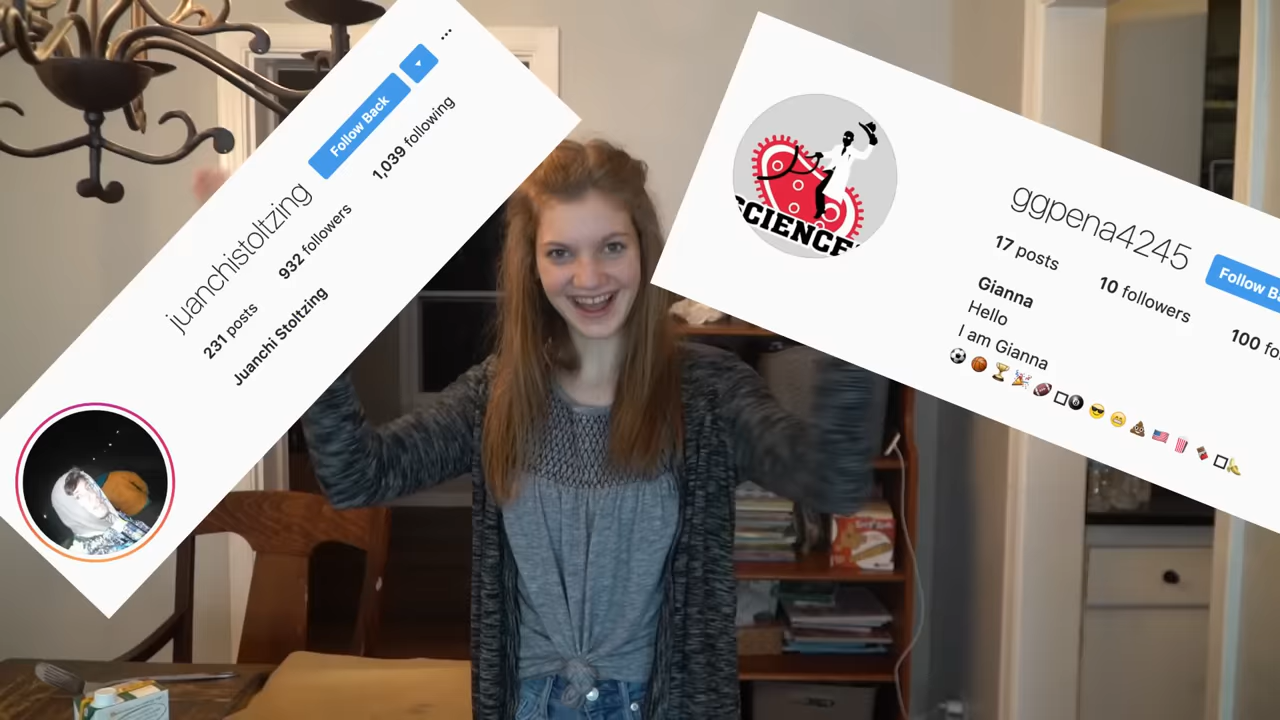 juanchistoltzing
Follow Back
231 posts
932 followers
1,039 following
Juanchi Stoltzing
SCIENCE
ggpena4245
Follow B
17 posts
10 followers
100 fo
Gianna
Hello
I am Gianna